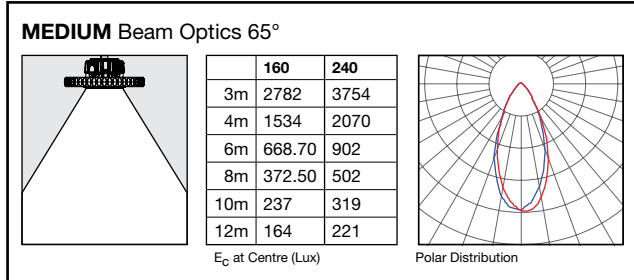 MEDIUM Beam Optics 65°
160 240
3m 2782 3754
4m 1534 2070
6m 668.70 902
8m 372.50 502
10m 237 319
12m 164 221
EC at Centre (Lux)
Polar Distribution